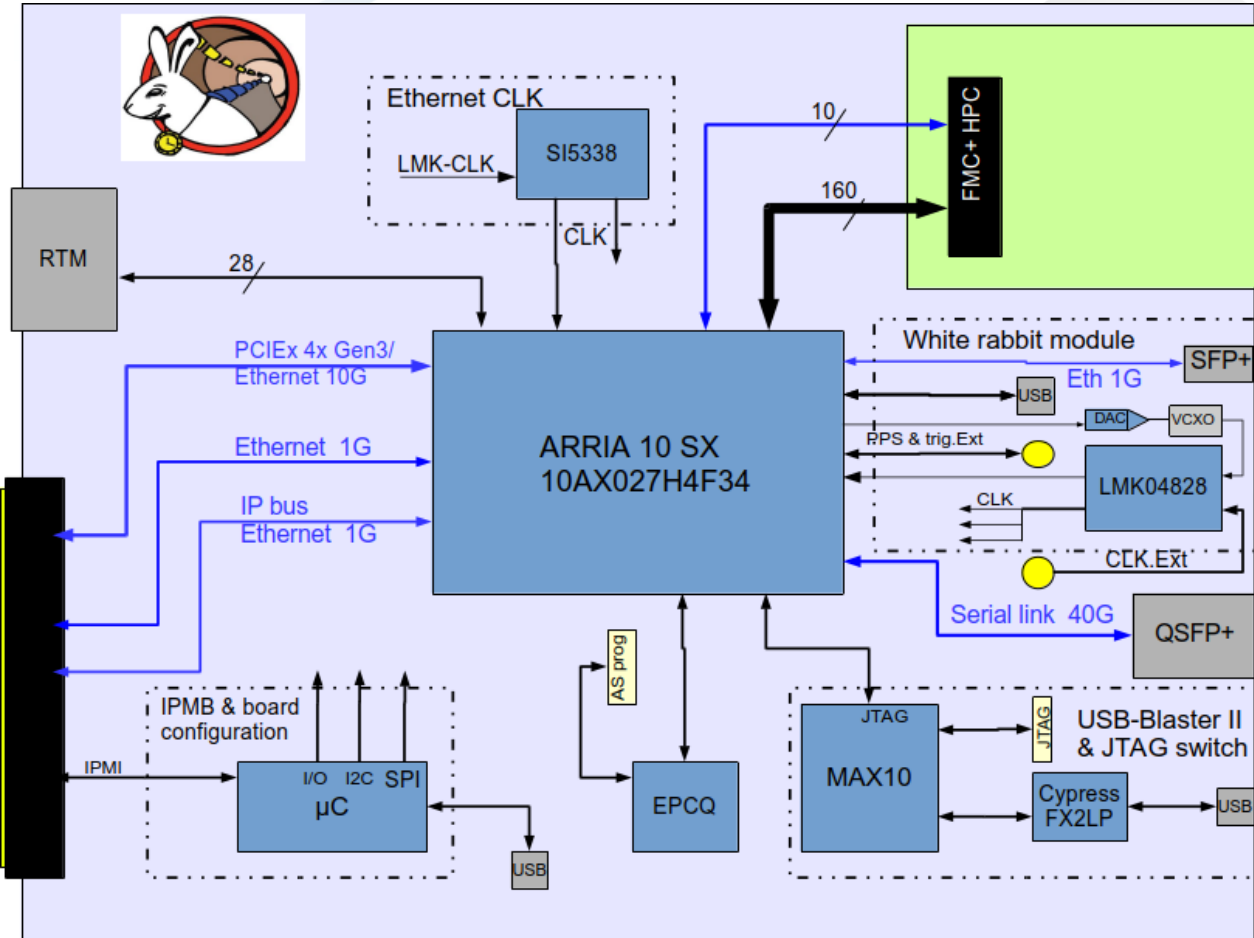 Ethernet CLK
SI5338
LMK-CLK
CLK
10
160
FMC+ HPC
RTM
28
PCIEx 4x Gen3/
Ethernet 10G
Ethernet 1G
IP bus
Ethernet 1G
ARRIA 10 SX
10AX027H4F34
White rabbit module
SFP+
Eth 1G
USB
DAC
VCXO
PPS & trig.Ext
LMK04828
CLK
CLK.Ext
Serial link 40G
QSFP+
IPMB & board
configuration
IPMI
I/O
I2C
SPI
µC
USB
AS prog
EPCQ
JTAG
MAX10
JTAG
USB-Blaster II
& JTAG switch
Cypress
FX2LP
USB